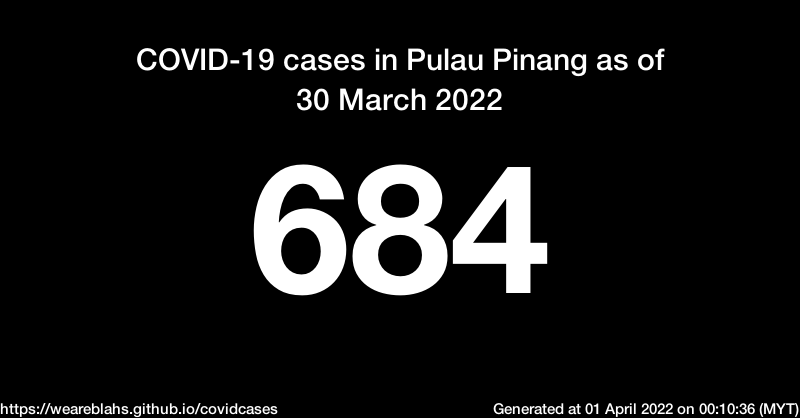 COVID-19 cases in Pulau Pinang as of
30 March 2022
684
https://weareblahs.github.io/covidcases
Generated at 01 April 2022 on 00:10:36 (MYT)